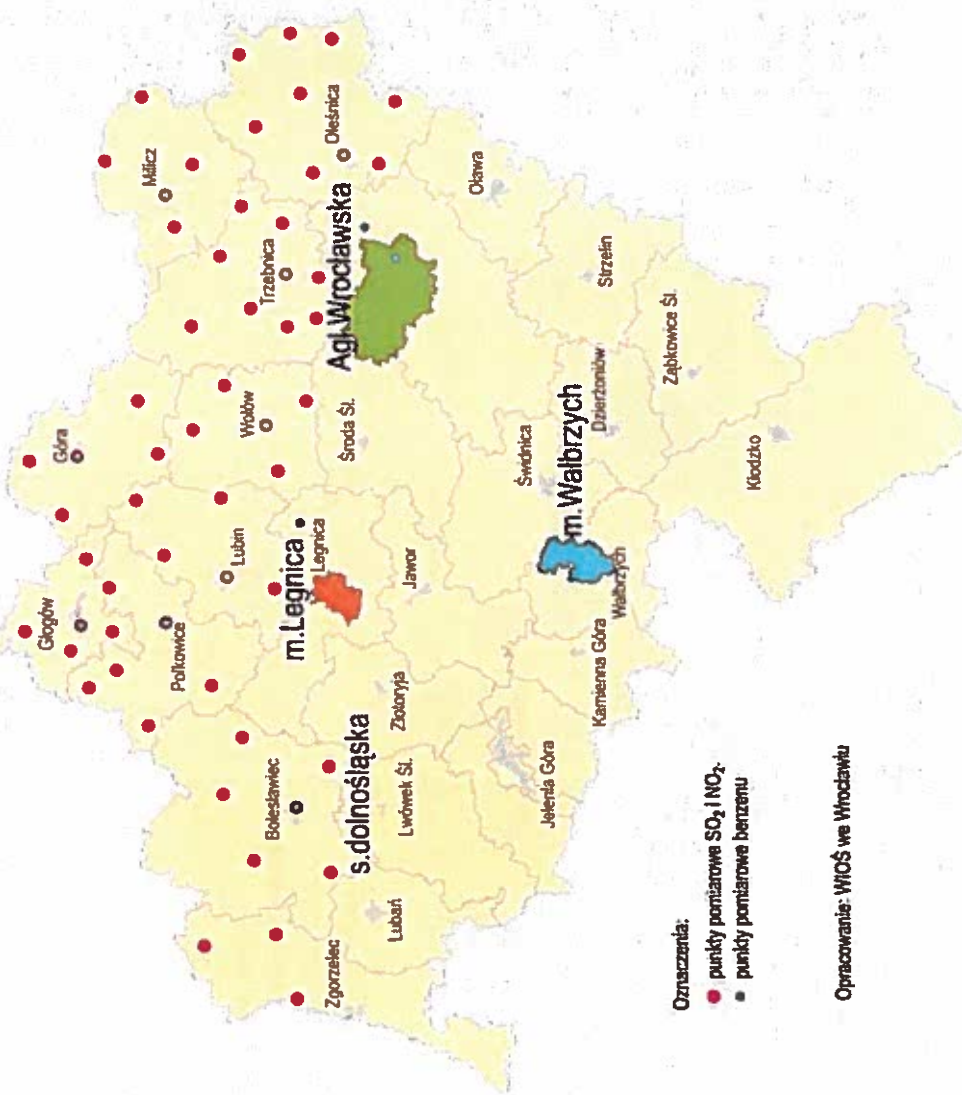 Góra
Milicz
Głogów
Polkowice
Lubin
Wołów
Trzebnica
Oleśnica
Agl.Wrocławska
Bolesławiec
m.Legnica
Legnica
Środa Śl.
Oława
s.dolnośląska
Zgorzelec
Lubań
Lwówek Śl.
Złotoryja
Jawor
Świdnica
m.Wałbrzych
Wałbrzych
Dzierżoniów
Strzelin
Jelenia Góra
Kamienna Góra
Ząbkowice Śl.
Kłodzko
Oznaczenia:
punkty pomiarowe SO₂ i NO₂.
punkty pomiarowe benzenu
Opracowanie: WIOŚ we Wrocławiu